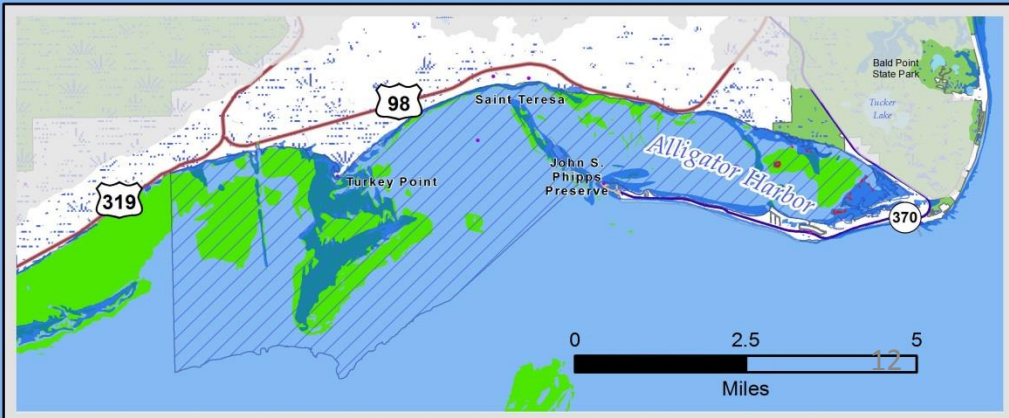 Bald Point
State Park
Tucker
Lake
98
Saint Teresa
Alligator Harbor
John S.
Phipps
Preserve
Turkey Point
319
370
0 2.5 5
12
Miles